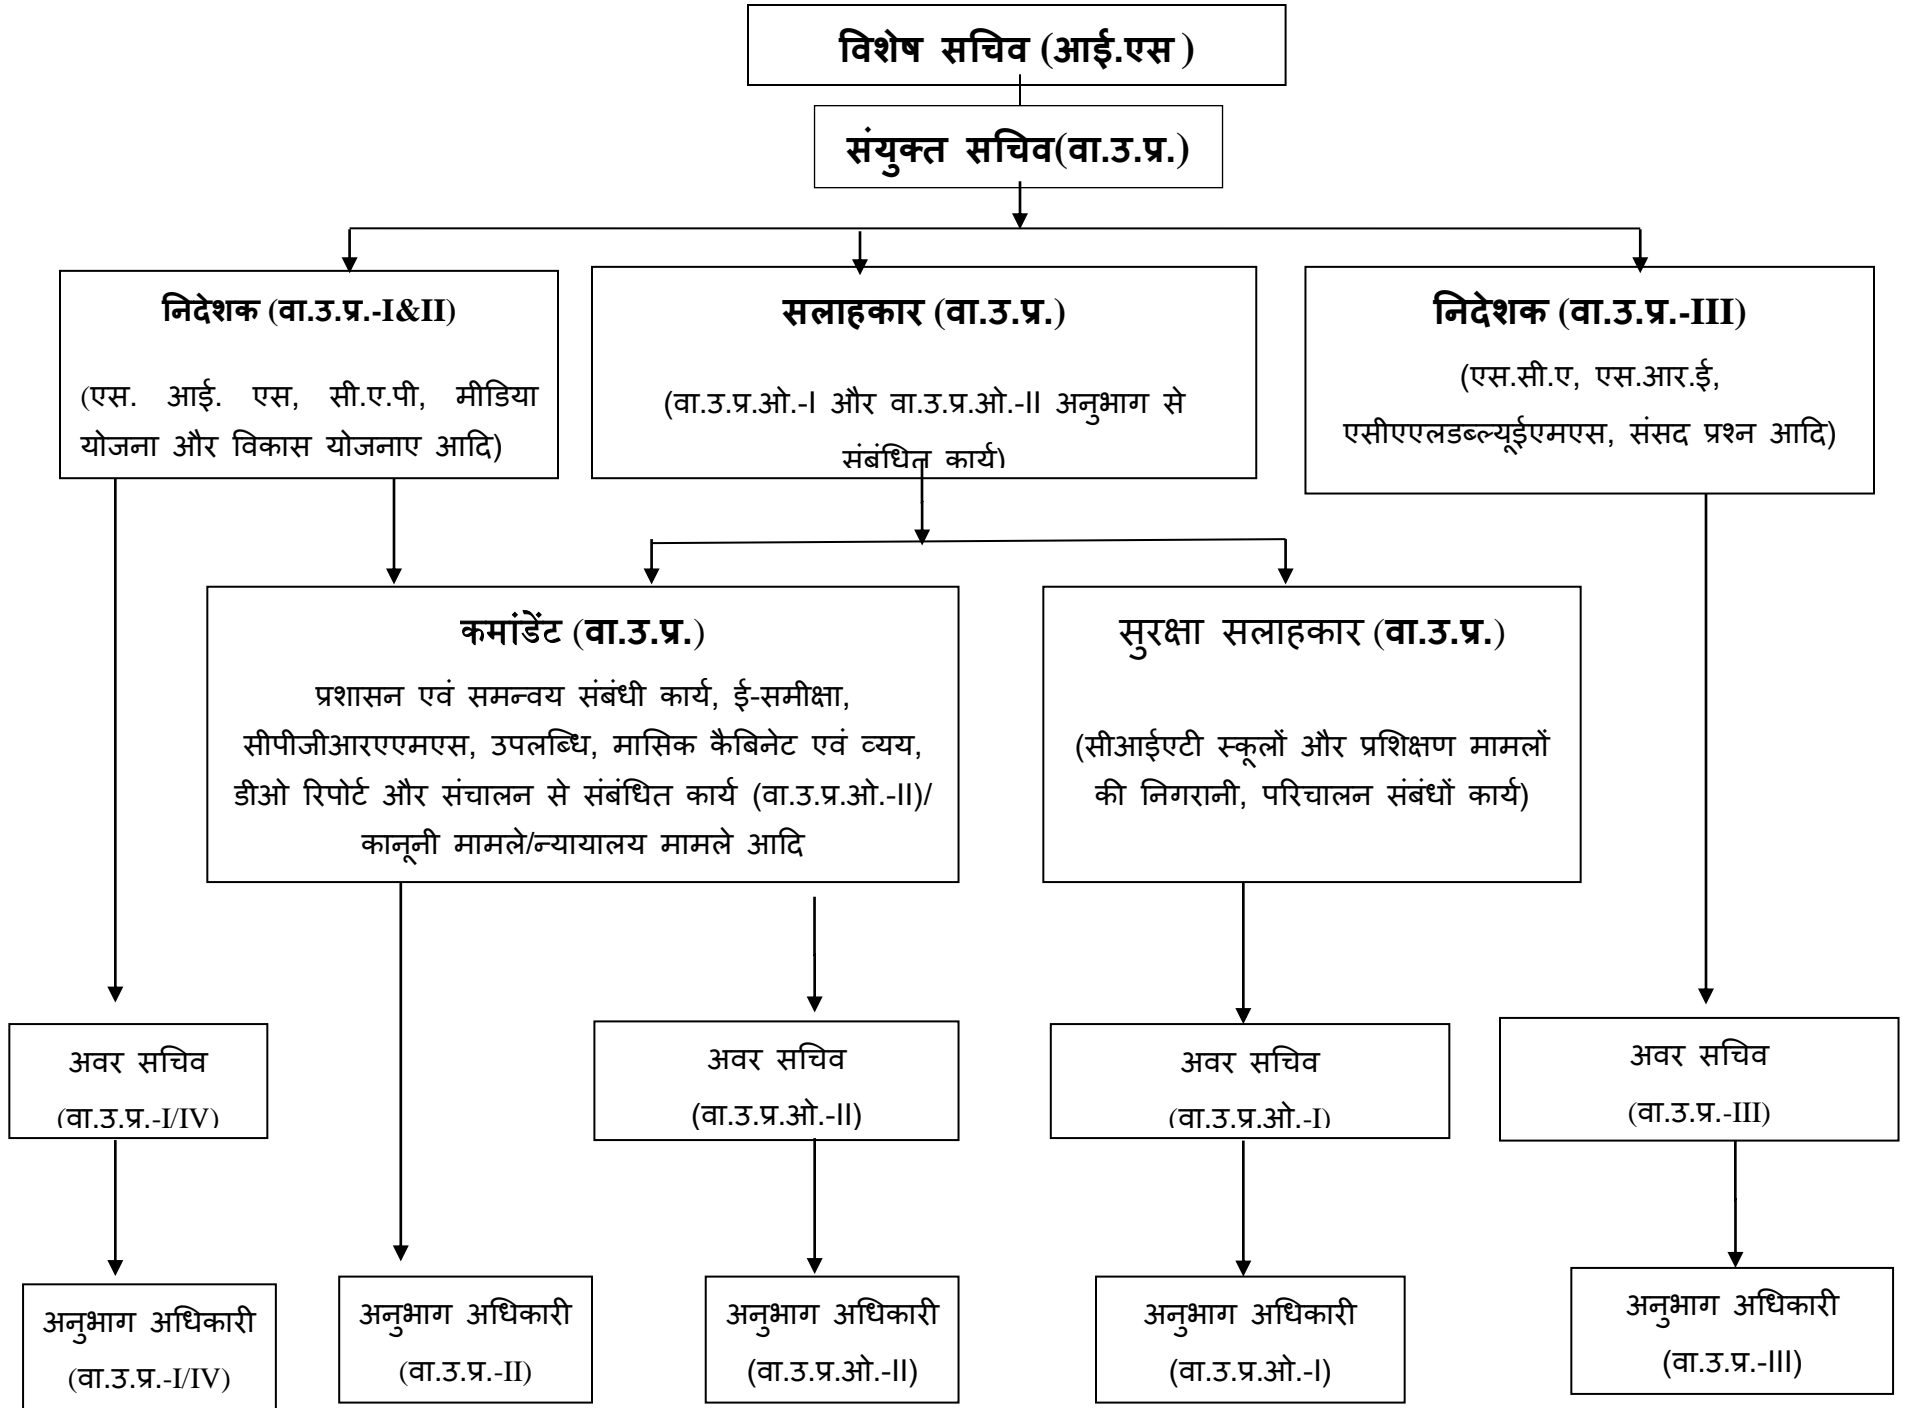 विशेष सचिव (आई.एस )
संयुक्त सचिव(वा.उ.प्र.)
निदेशक (वा.उ.प्र.-I&II)
(एस. आई. एस, सी.ए.पी, मीडिया
योजना और विकास योजनाए आदि)
सलाहकार (वा.उ.प्र.)
(वा.उ.प्र.ओ.-I और वा.उ.प्र.ओ.-II अनुभाग से
संबंधित कार्य)
निदेशक (वा.उ.प्र.-III)
(एस.सी.ए, एस.आर.ई,
एसीएएलडब्ल्यूईएमएस, संसद प्रश्न आदि)
कमांडेंट (वा.उ.प्र.)
प्रशासन एवं समन्वय संबंधी कार्य, ई-समीक्षा,
सीपीजीआरएएमएस, उपलब्धि, मासिक कैबिनेट एवं व्यय,
डीओ रिपोर्ट और संचालन से संबंधित कार्य (वा.उ.प्र.ओ.-II)/
कानूनी मामले/न्यायालय मामले आदि
सुरक्षा सलाहकार (वा.उ.प्र.)
(सीआईएटी स्कूलों और प्रशिक्षण मामलों
की निगरानी, परिचालन संबंधों कार्य)
अवर सचिव
(वा.उ.प्र.-I/IV)
अवर सचिव
(वा.उ.प्र.ओ.-II)
अवर सचिव
(वा.उ.प्र.ओ.-I)
अवर सचिव
(वा.उ.प्र.-III)
अनुभाग अधिकारी
(वा.उ.प्र.-I/IV)
अनुभाग अधिकारी
(वा.उ.प्र.-II)
अनुभाग अधिकारी
(वा.उ.प्र.ओ.-II)
अनुभाग अधिकारी
(वा.उ.प्र.ओ.-I)
अनुभाग अधिकारी
(वा.उ.प्र.-III)